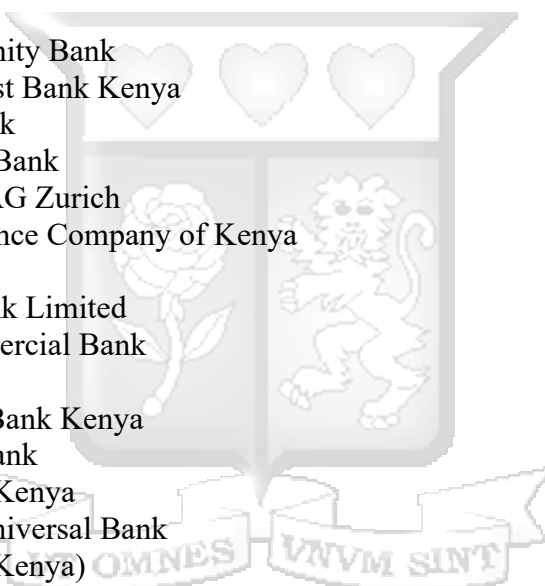 nity Bank
st Bank Kenya
k
Bank
AG Zurich
nce Company of Kenya
k Limited
ercial Bank
Bank Kenya
ank
Kenya
niversal Bank
Kenya)
UT OMNES VNVM SINT